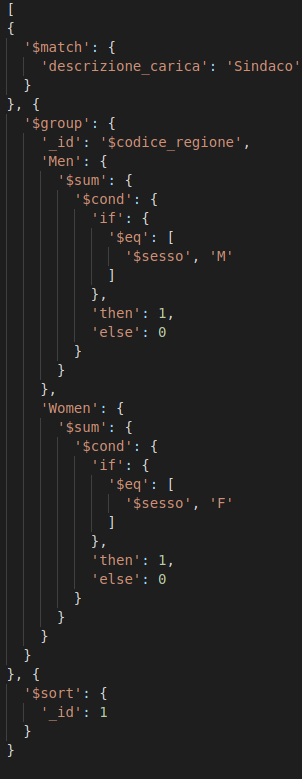 [
{
  '$match': {
    'descrizione_carica': 'Sindaco'
  }
}, {
  '$group': {
    '_id': '$codice_regione',
    'Men': {
      '$sum': {
        '$cond': {
          'if': {
            '$eq': [
              '$sesso', 'M'
            ]
          },
          'then': 1,
          'else': 0
        }
      }
    },
    'Women': {
      '$sum': {
        '$cond': {
          'if': {
            '$eq': [
              '$sesso', 'F'
            ]
          },
          'then': 1,
          'else': 0
        }
      }
    }
  }
}, {
  '$sort': {
    '_id': 1
  }
}